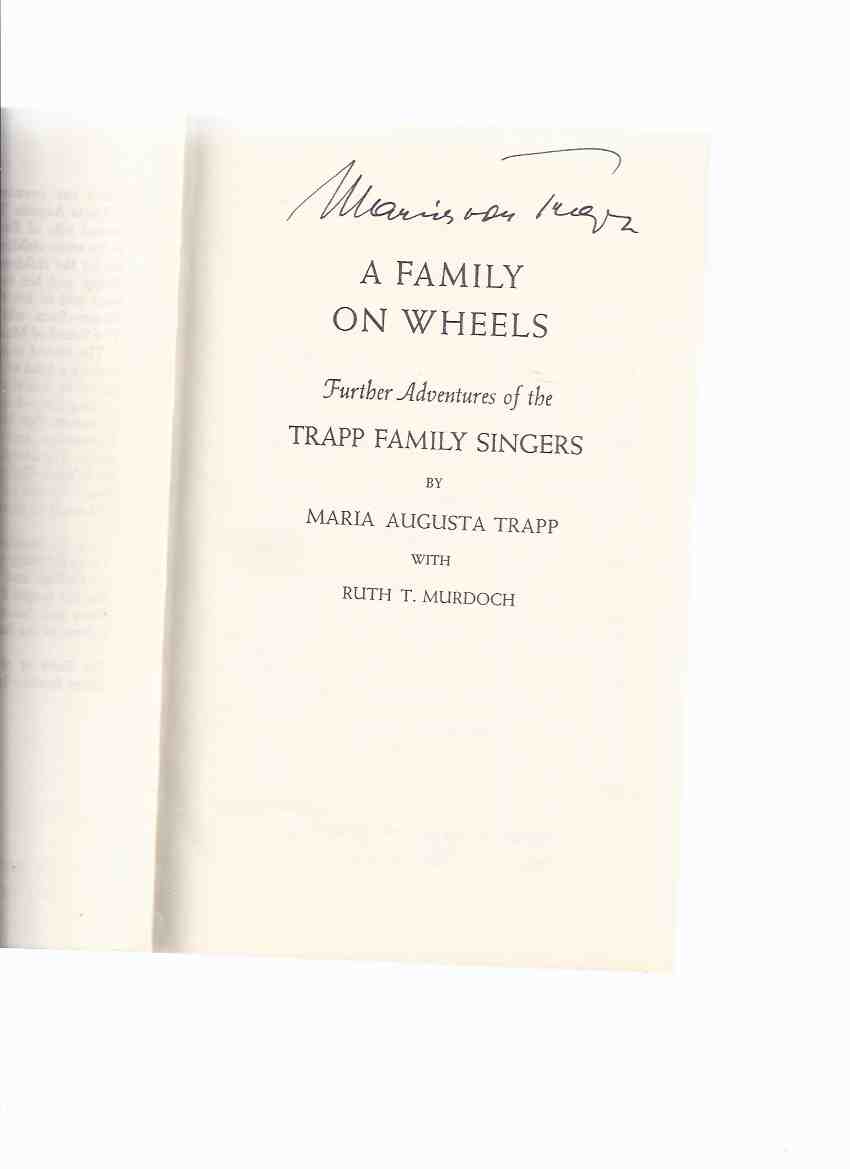 Maria von Trapp
A FAMILY
ON WHEELS
Further Adventures of the
TRAPP FAMILY SINGERS
BY
MARIA AUGUSTA TRAPP
WITH
RUTH T. MURDOCH